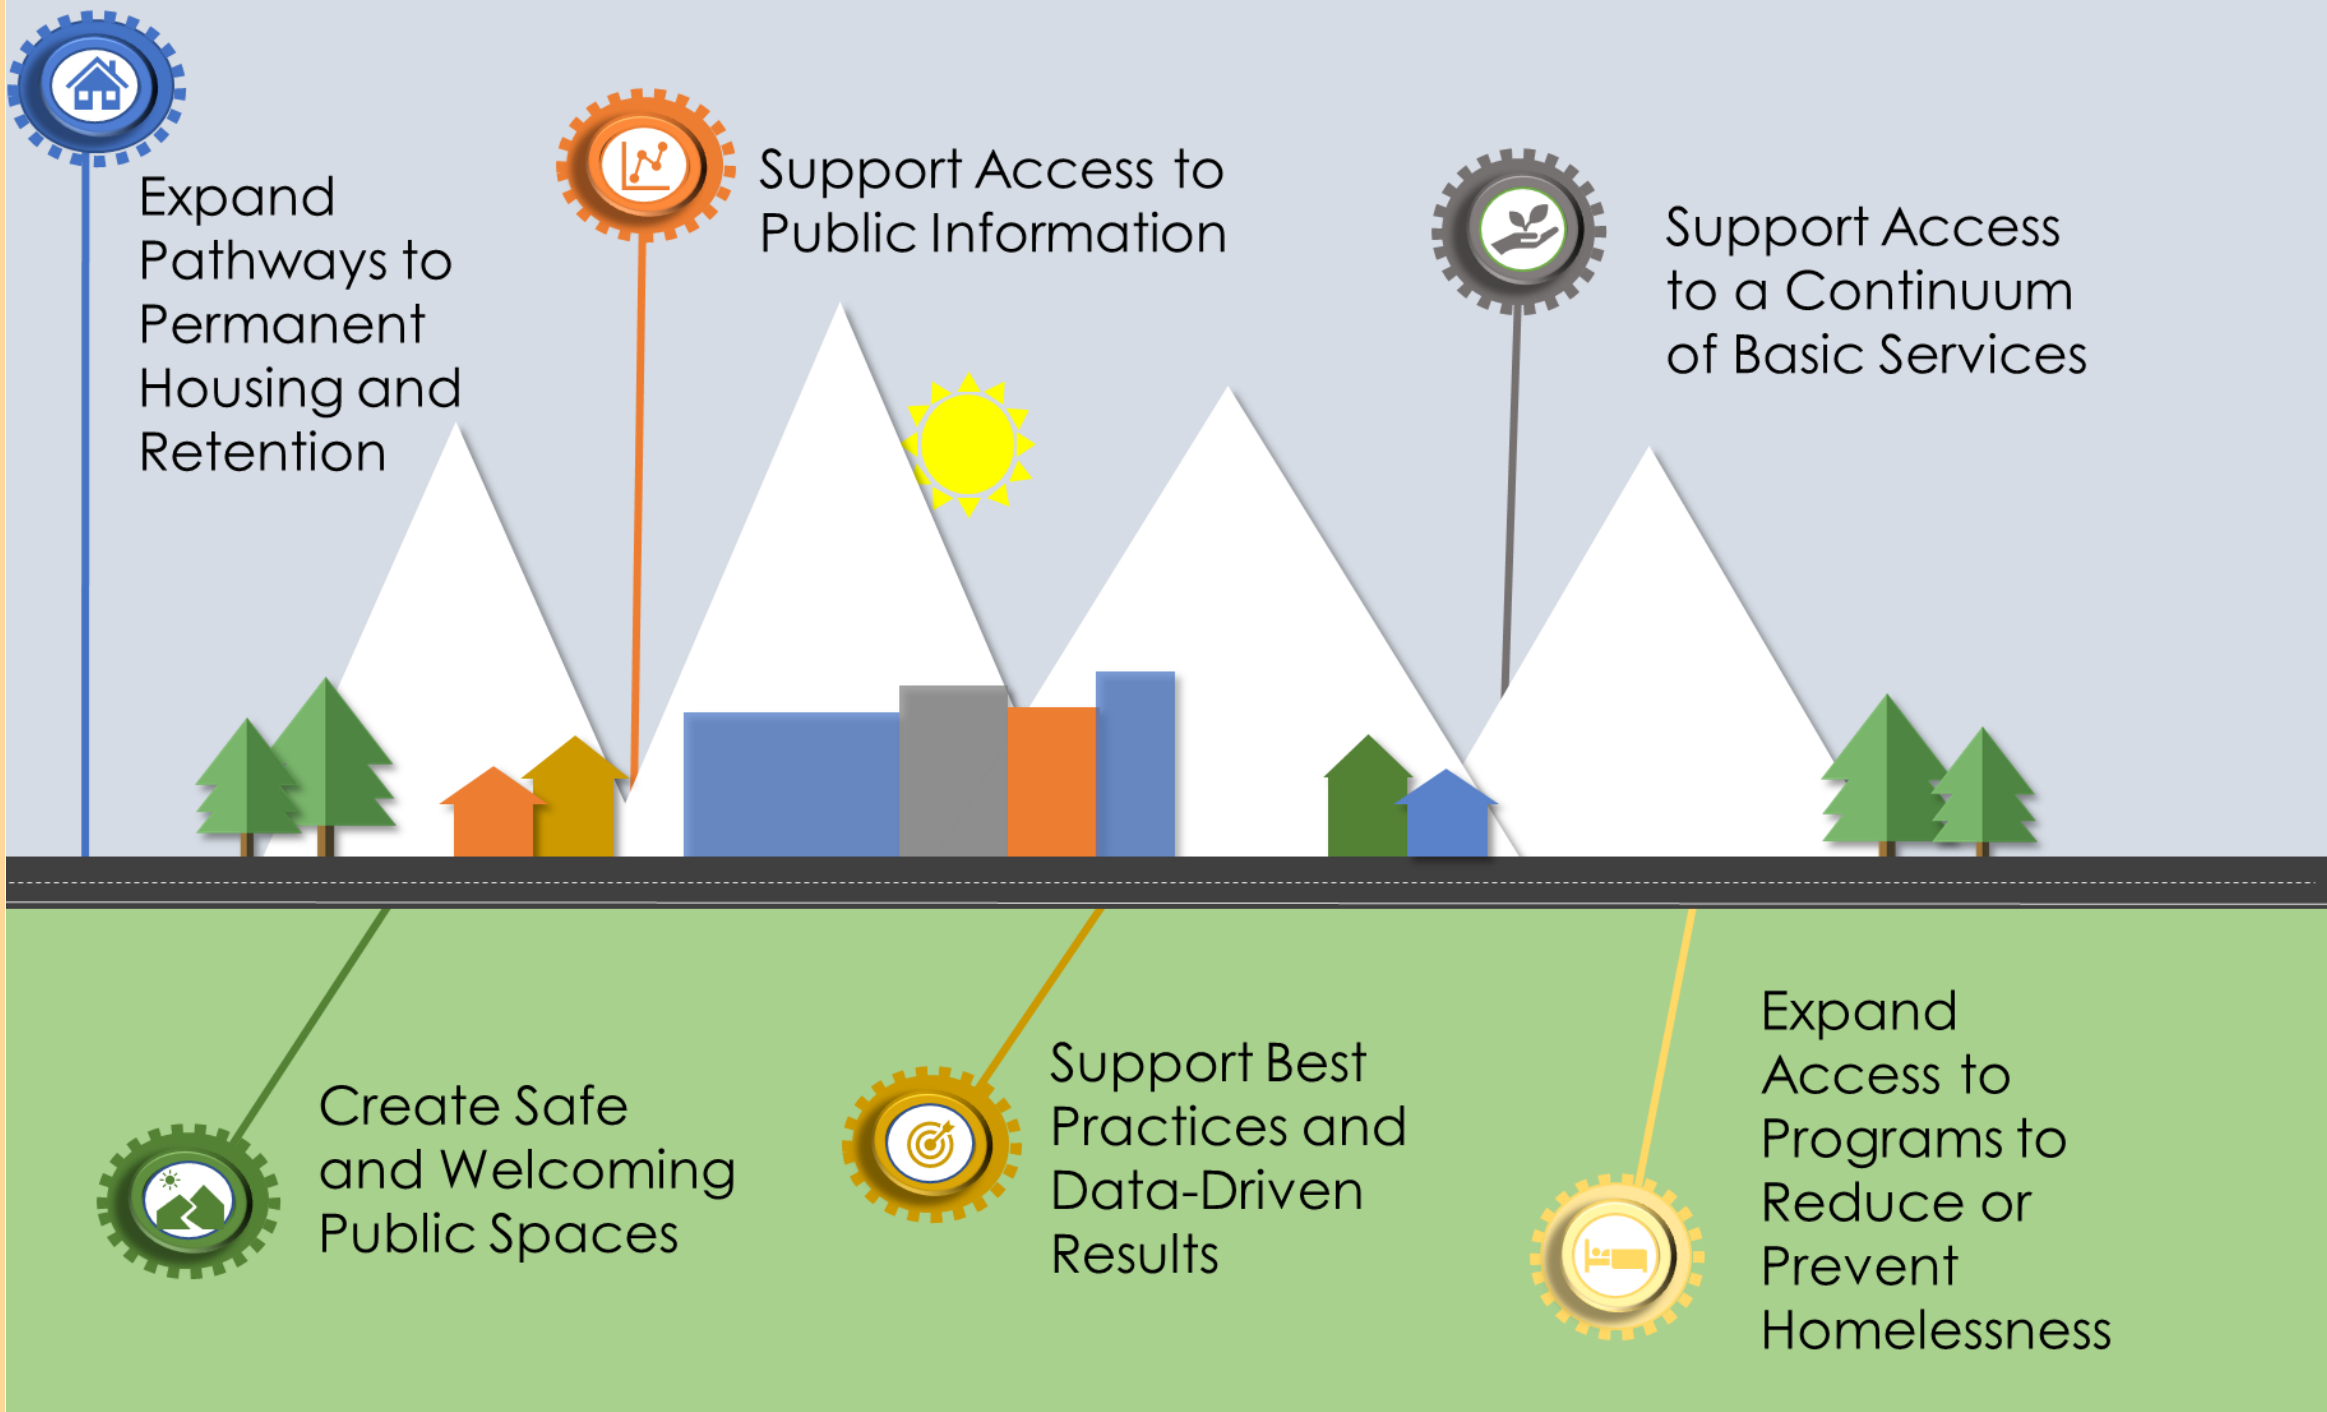 Expand
Pathways to
Permanent
Housing and
Retention
Support Access to
Public Information
Support Access
to a Continuum
of Basic Services
Create Safe
and Welcoming
Public Spaces
Support Best
Practices and
Data-Driven
Results
Expand
Access to
Programs to
Reduce or
Prevent
Homelessness